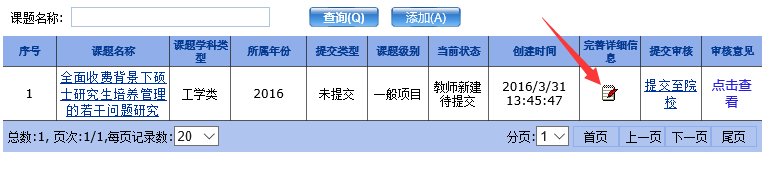 课题名称: 查询(Q) 添加(A)
序号 课题名称 课题学科类型 所属年份 提交类型 课题级别 当前状态 创建时间 完善详细信息 提交审核 审核意见
1 全面收费背景下硕士研究生培养管理的若干问题研究 工学类 2016 未提交 一般项目 教师新建待提交 2016/3/31 13:45:47 提交至院校 点击查看
总数:1, 页次:1/1,每页记录数: 20 分页: 1 首页 上一页 下一页 尾页